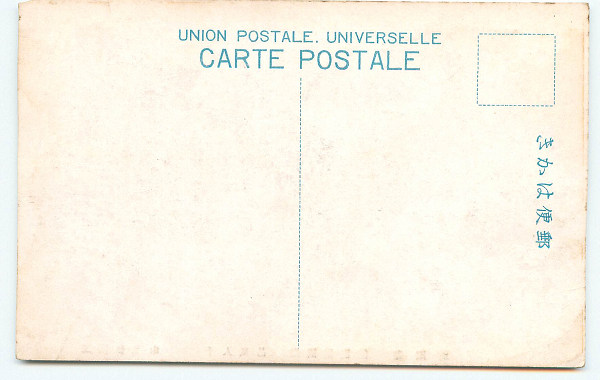 UNION POSTALE. UNIVERSELLE
CARTE POSTALE
郵便はかき